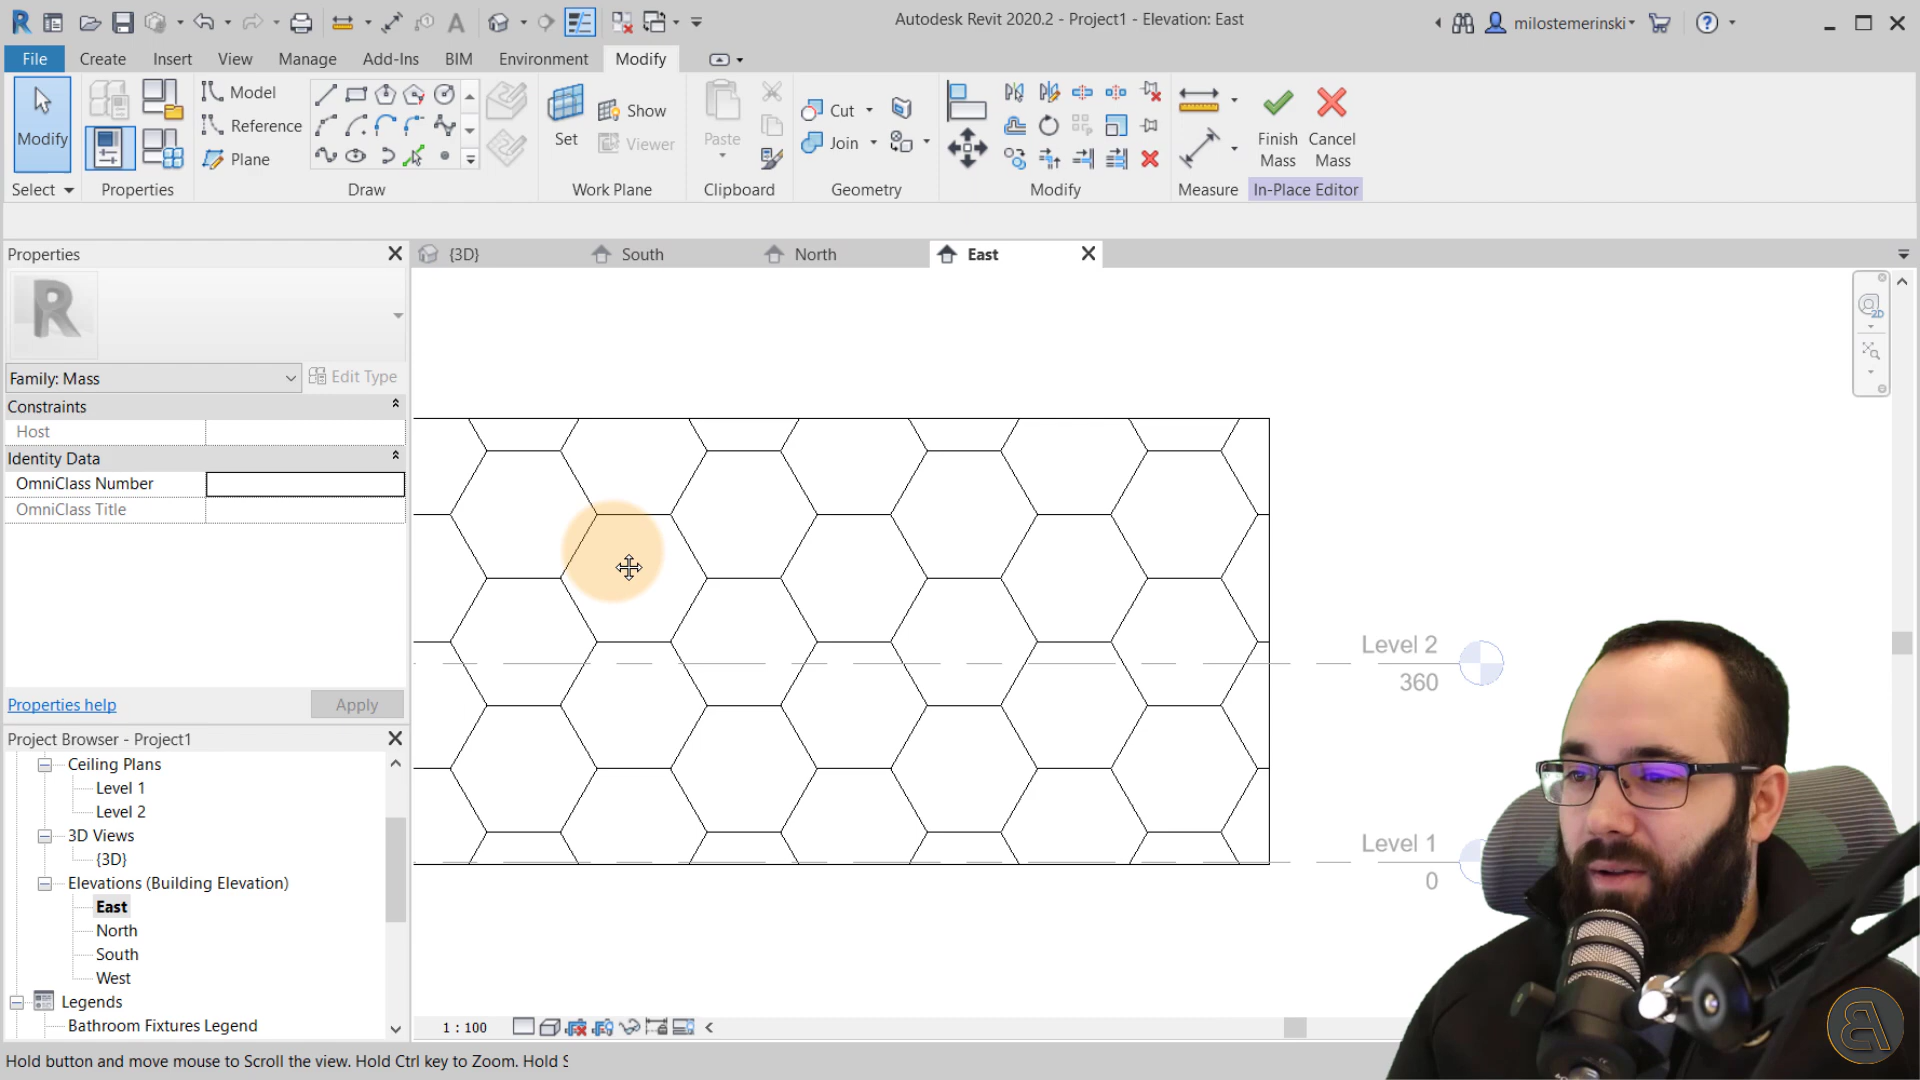 Autodesk Revit 2020.2 - Project1 - Elevation: East
milostemerinski
File
Create
Insert
View
Manage
Add-Ins
BIM
Environment
Modify
Modify
Model
Reference
Plane
Set
Show
Viewer
Paste
Cut
Join
Finish Mass
Cancel Mass
Select
Properties
Draw
Work Plane
Clipboard
Geometry
Modify
Measure
In-Place Editor
Properties
{3D}
South
North
East
Family: Mass
Edit Type
Constraints
Host
Identity Data
OmniClass Number
OmniClass Title
Properties help
Apply
Project Browser - Project1
Ceiling Plans
Level 1
Level 2
3D Views
{3D}
Elevations (Building Elevation)
East
North
South
West
Legends
Bathroom Fixtures Legend
Level 2
360
Level 1
0
1 : 100
Hold button and move mouse to Scroll the view. Hold Ctrl key to Zoom. Hold S